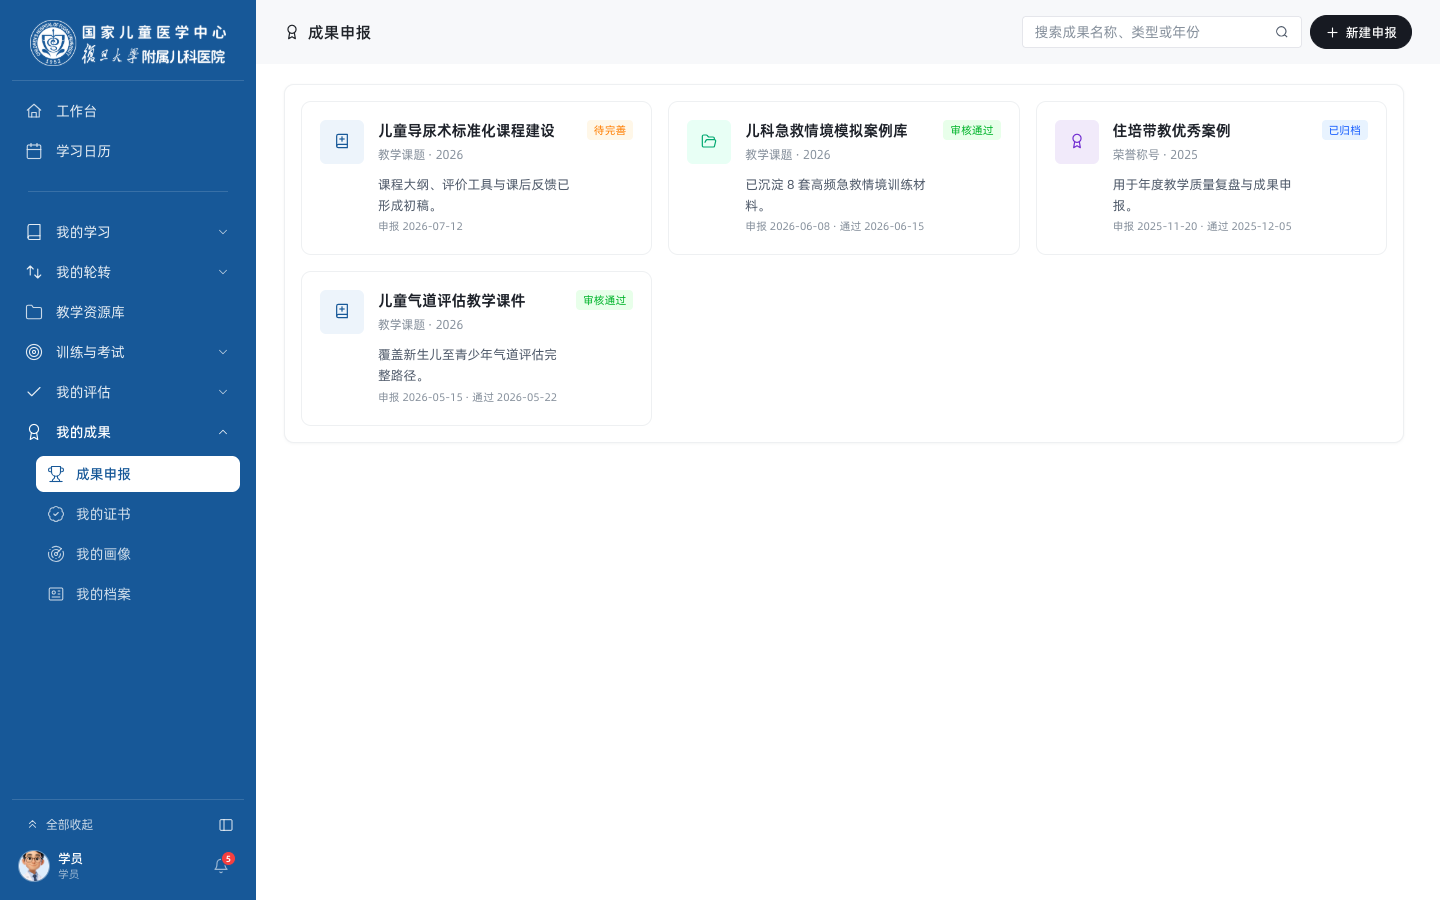 国家儿童医学中心
復旦大学附属儿科医院
1952
工作台
学习日历
我的学习
我的轮转
教学资源库
训练与考试
我的评估
我的成果
成果申报
我的证书
我的画像
我的档案
全部收起
学员
学员
5
成果申报
搜索成果名称、类型或年份
新建申报
儿童导尿术标准化课程建设
待完善
教学课题 · 2026
课程大纲、评价工具与课后反馈已
形成初稿。
申报 2026-07-12
儿科急救情境模拟案例库
审核通过
教学课题 · 2026
已沉淀 8 套高频急救情境训练材
料。
申报 2026-06-08 · 通过 2026-06-15
住培带教优秀案例
已归档
荣誉称号 · 2025
用于年度教学质量复盘与成果申
报。
申报 2025-11-20 · 通过 2025-12-05
儿童气道评估教学课件
审核通过
教学课题 · 2026
覆盖新生儿至青少年气道评估完
整路径。
申报 2026-05-15 · 通过 2026-05-22